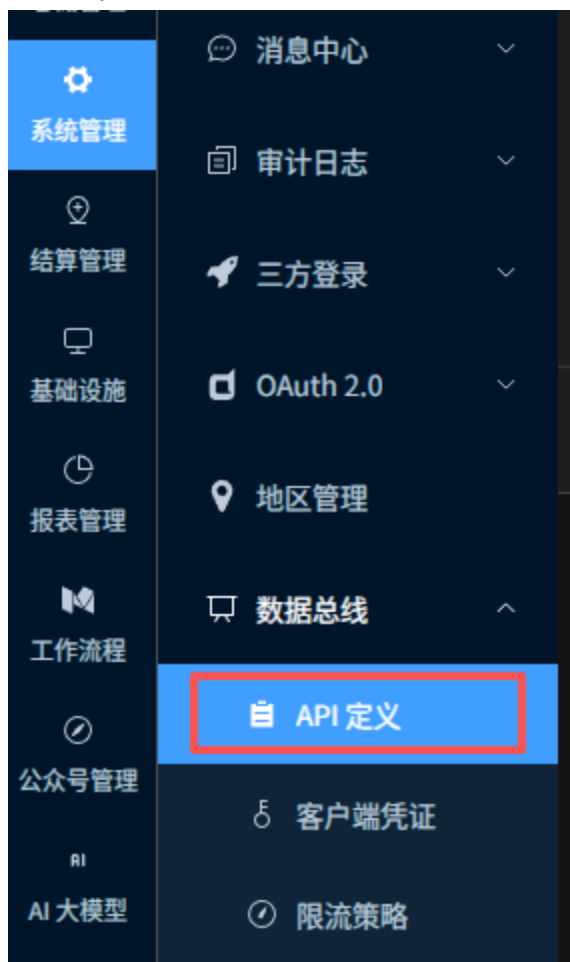 系统管理
结算管理
基础设施
报表管理
工作流程
公众号管理
AI
AI 大模型
消息中心
审计日志
三方登录
OAuth 2.0
地区管理
数据总线
API 定义
客户端凭证
限流策略